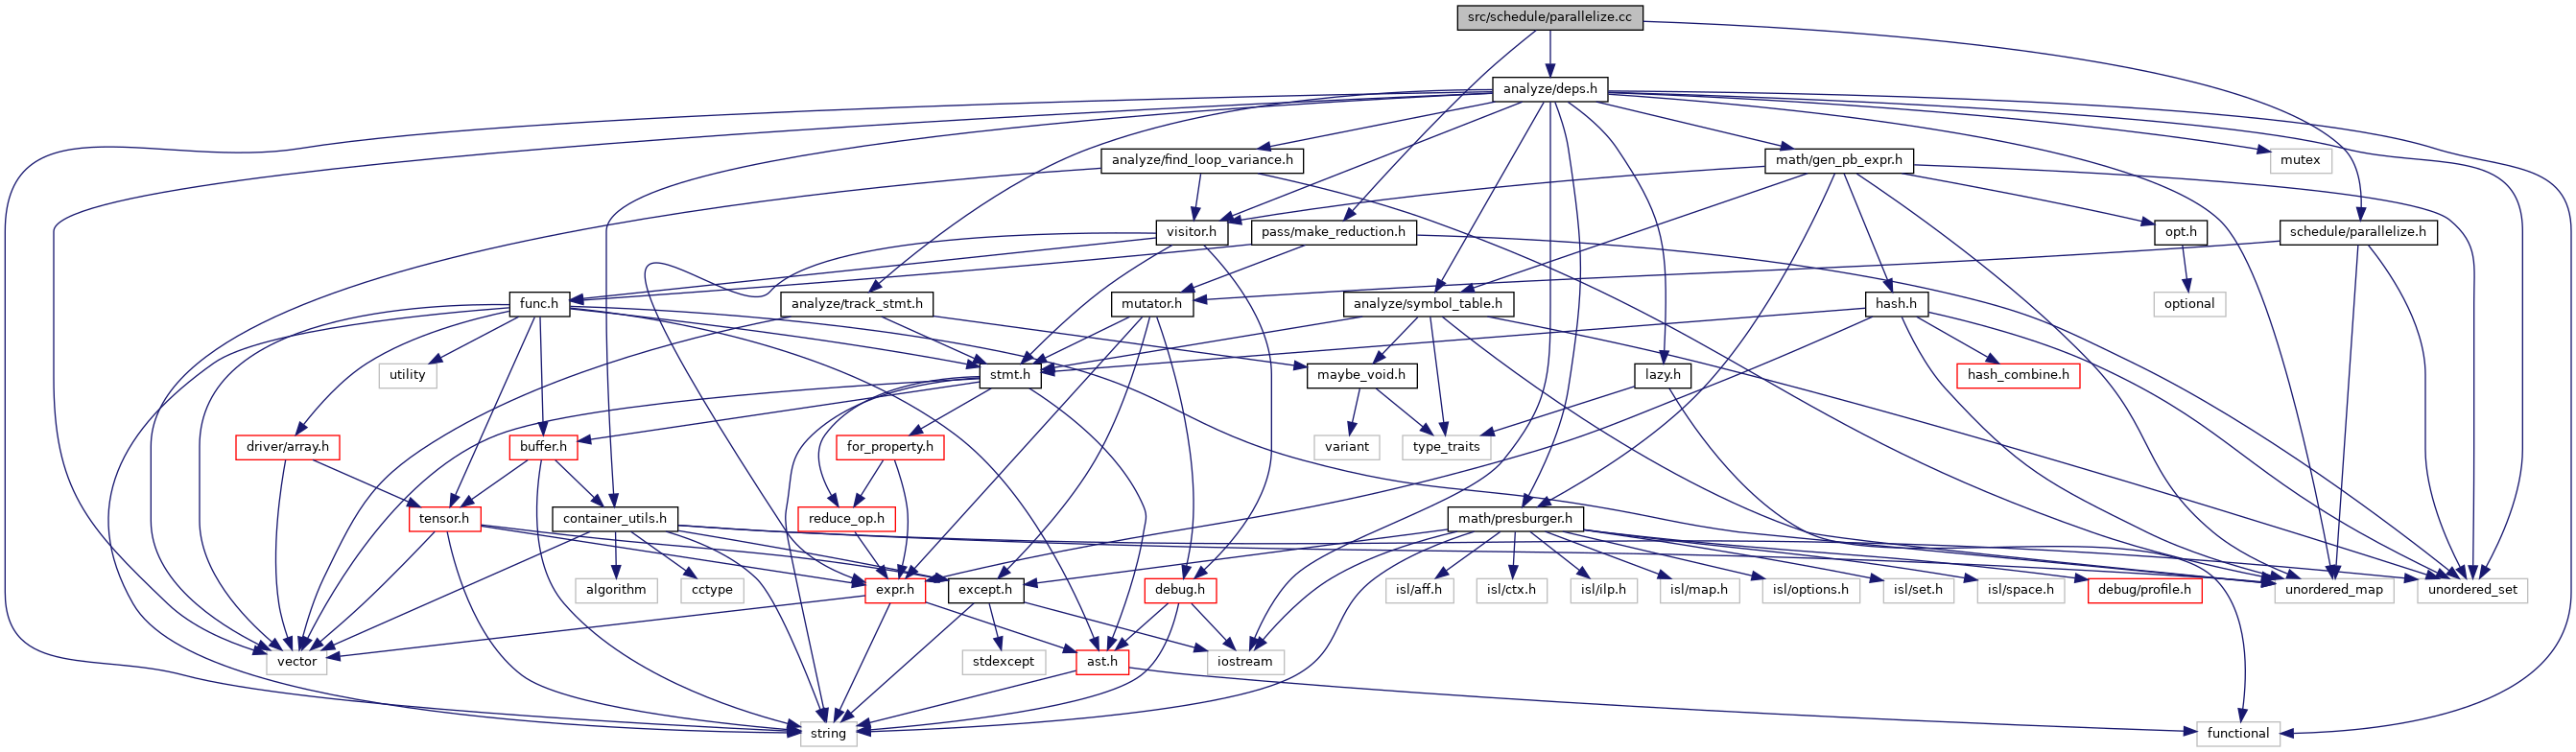 src/schedule/parallelize.cc
analyze/deps.h
analyze/find_loop_variance.h
math/gen_pb_expr.h
mutex
visitor.h
pass/make_reduction.h
opt.h
schedule/parallelize.h
func.h
analyze/track_stmt.h
mutator.h
analyze/symbol_table.h
hash.h
optional
utility
stmt.h
maybe_void.h
lazy.h
hash_combine.h
driver/array.h
buffer.h
for_property.h
variant
type_traits
tensor.h
container_utils.h
reduce_op.h
math/presburger.h
algorithm
cctype
expr.h
except.h
debug.h
isl/aff.h
isl/ctx.h
isl/ilp.h
isl/map.h
isl/options.h
isl/set.h
isl/space.h
debug/profile.h
unordered_map
unordered_set
vector
stdexcept
ast.h
iostream
string
functional